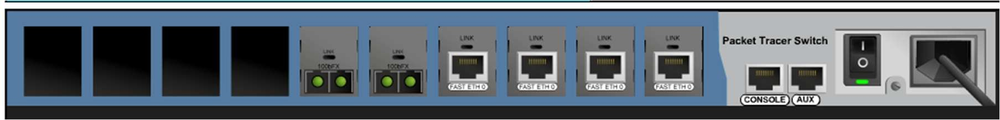 LINK
100bFX
LINK
100bFX
LINK
FAST ETH 0
LINK
FAST ETH 0
LINK
FAST ETH 0
LINK
FAST ETH 0
Packet Tracer Switch
CONSOLE
AUX
I
O